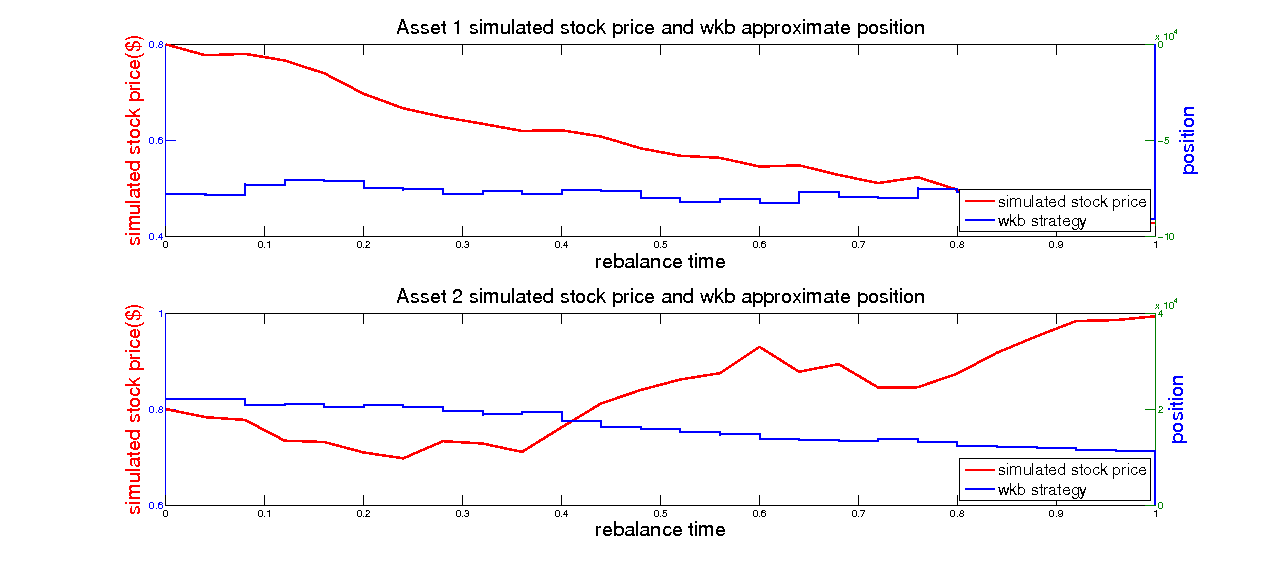 Asset 1 simulated stock price and wkb approximate position
x 10^4
simulated stock price($)
0.8
0.6
0.4
0
-5
-10
position
simulated stock price
wkb strategy
0 0.1 0.2 0.3 0.4 0.5 0.6 0.7 0.8 0.9 1
rebalance time
Asset 2 simulated stock price and wkb approximate position
x 10^4
simulated stock price($)
1
0.8
0.6
4
2
0
position
simulated stock price
wkb strategy
0 0.1 0.2 0.3 0.4 0.5 0.6 0.7 0.8 0.9 1
rebalance time